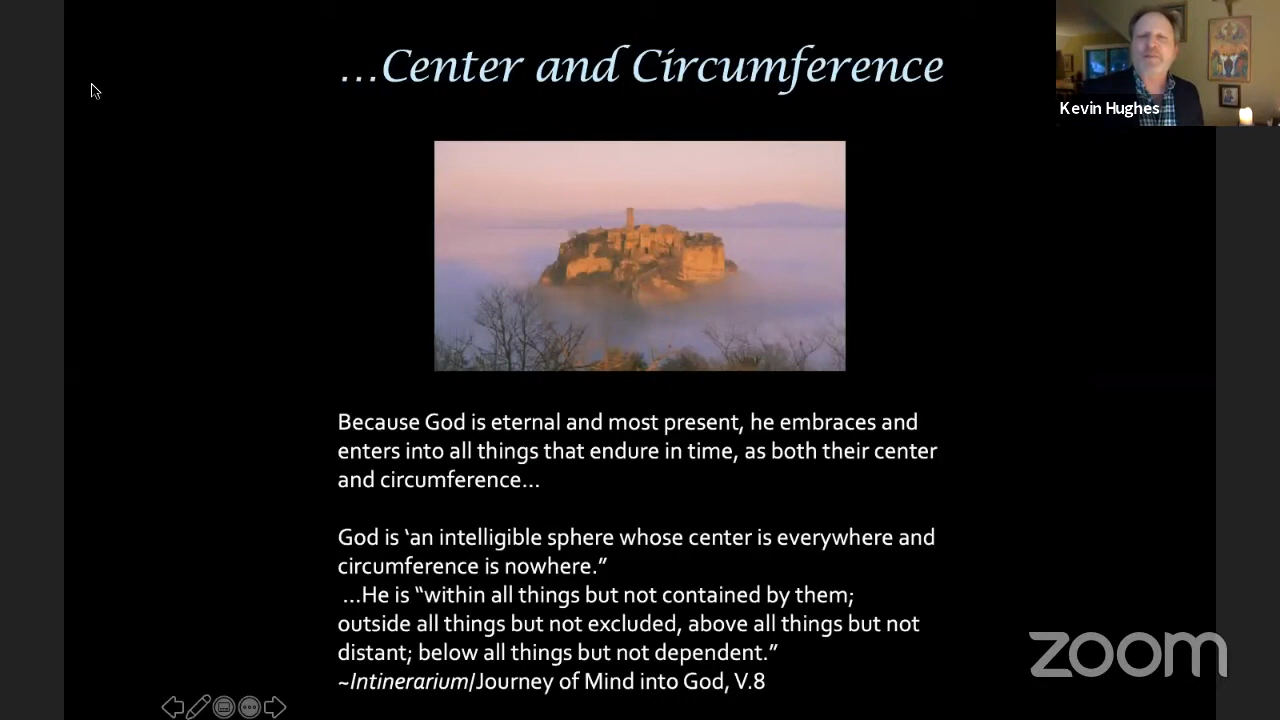 ...Center and Circumference
Kevin Hughes
Because God is eternal and most present, he embraces and
enters into all things that endure in time, as both their center
and circumference...
God is ‘an intelligible sphere whose center is everywhere and
circumference is nowhere.”
...He is “within all things but not contained by them;
outside all things but not excluded, above all things but not
distant; below all things but not dependent.”
~Intinerarium/Journey of Mind into God, V.8
zoom